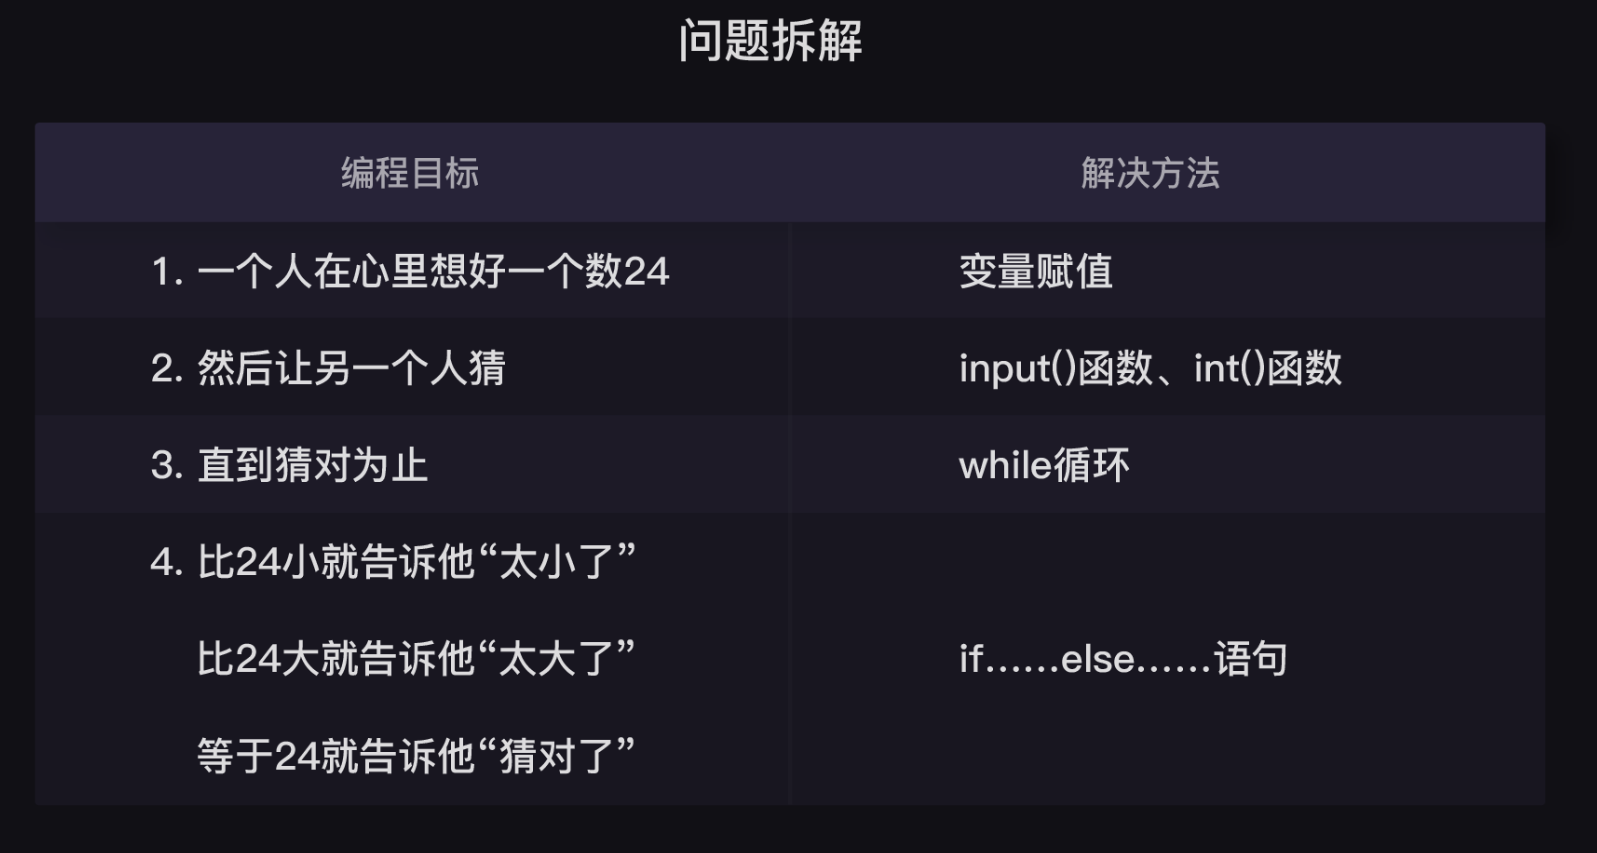 问题拆解
编程目标 解决方法
1. 一个人在心里想好一个数24 变量赋值
2. 然后让另一个人猜 input()函数、int()函数
3. 直到猜对为止 while循环
4. 比24小就告诉他“太小了”
比24大就告诉他“太大了” if……else……语句
等于24就告诉他“猜对了”